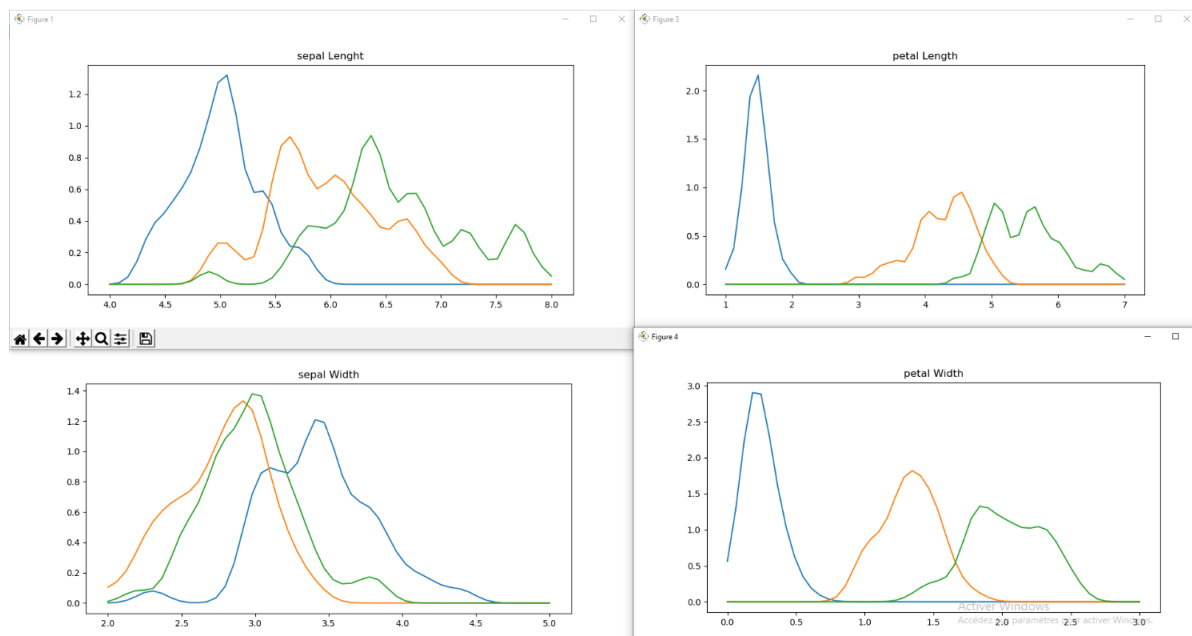 Figure 1
sepal Lenght
1.2
1.0
0.8
0.6
0.4
0.2
0.0
4.0 4.5 5.0 5.5 6.0 6.5 7.0 7.5 8.0
Figure 3
petal Length
2.0
1.5
1.0
0.5
0.0
1 2 3 4 5 6 7
sepal Width
1.4
1.2
1.0
0.8
0.6
0.4
0.2
0.0
2.0 2.5 3.0 3.5 4.0 4.5 5.0
Figure 4
petal Width
3.0
2.5
2.0
1.5
1.0
0.5
0.0
0.0 0.5 1.0 1.5 2.0 2.5 3.0
Activer Windows
Accédez aux paramètres pour activer Windows.